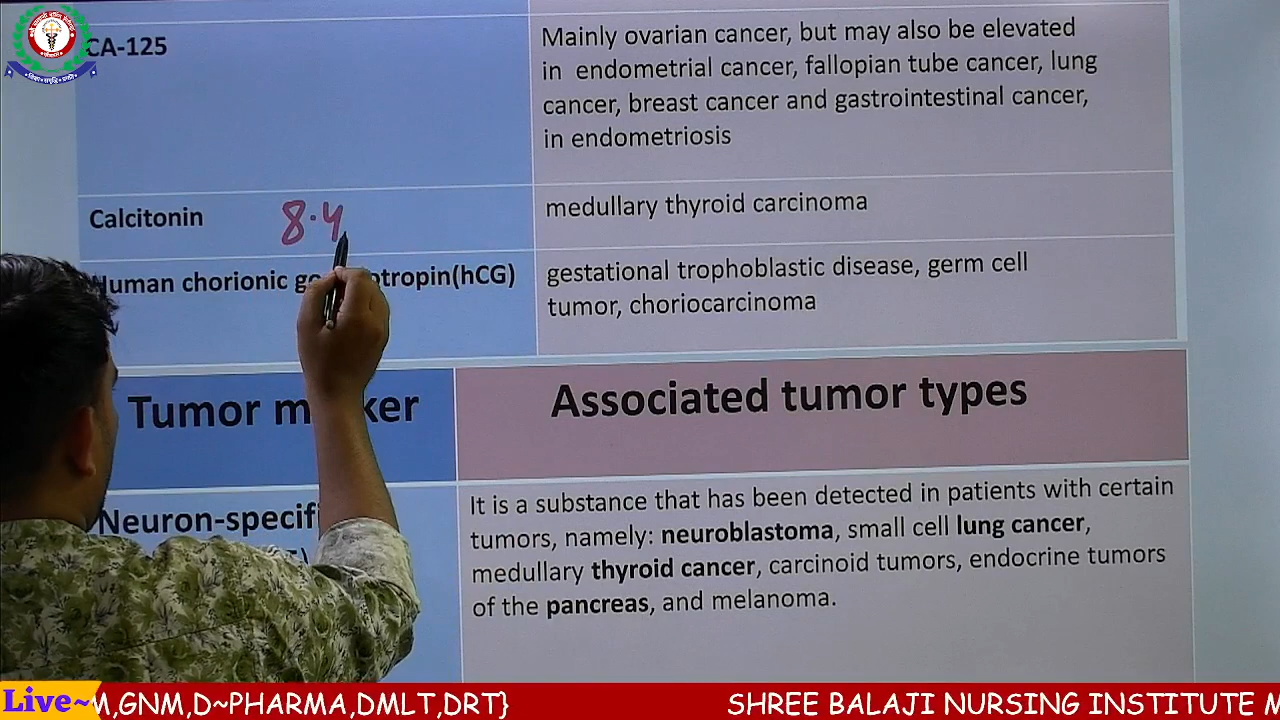 CA-125
Mainly ovarian cancer, but may also be elevated
in endometrial cancer, fallopian tube cancer, lung
cancer, breast cancer and gastrointestinal cancer,
in endometriosis
Calcitonin
8.4
medullary thyroid carcinoma
Human chorionic go otropin(hCG)
gestational trophoblastic disease, germ cell
tumor, choriocarcinoma
Tumor m ker
Associated tumor types
Neuron-specif
It is a substance that has been detected in patients with certain
tumors, namely: neuroblastoma, small cell lung cancer,
medullary thyroid cancer, carcinoid tumors, endocrine tumors
of the pancreas, and melanoma.
Live~ M,GNM,D~PHARMA,DMLT,DRT} SHREE BALAJI NURSING INSTITUTE M